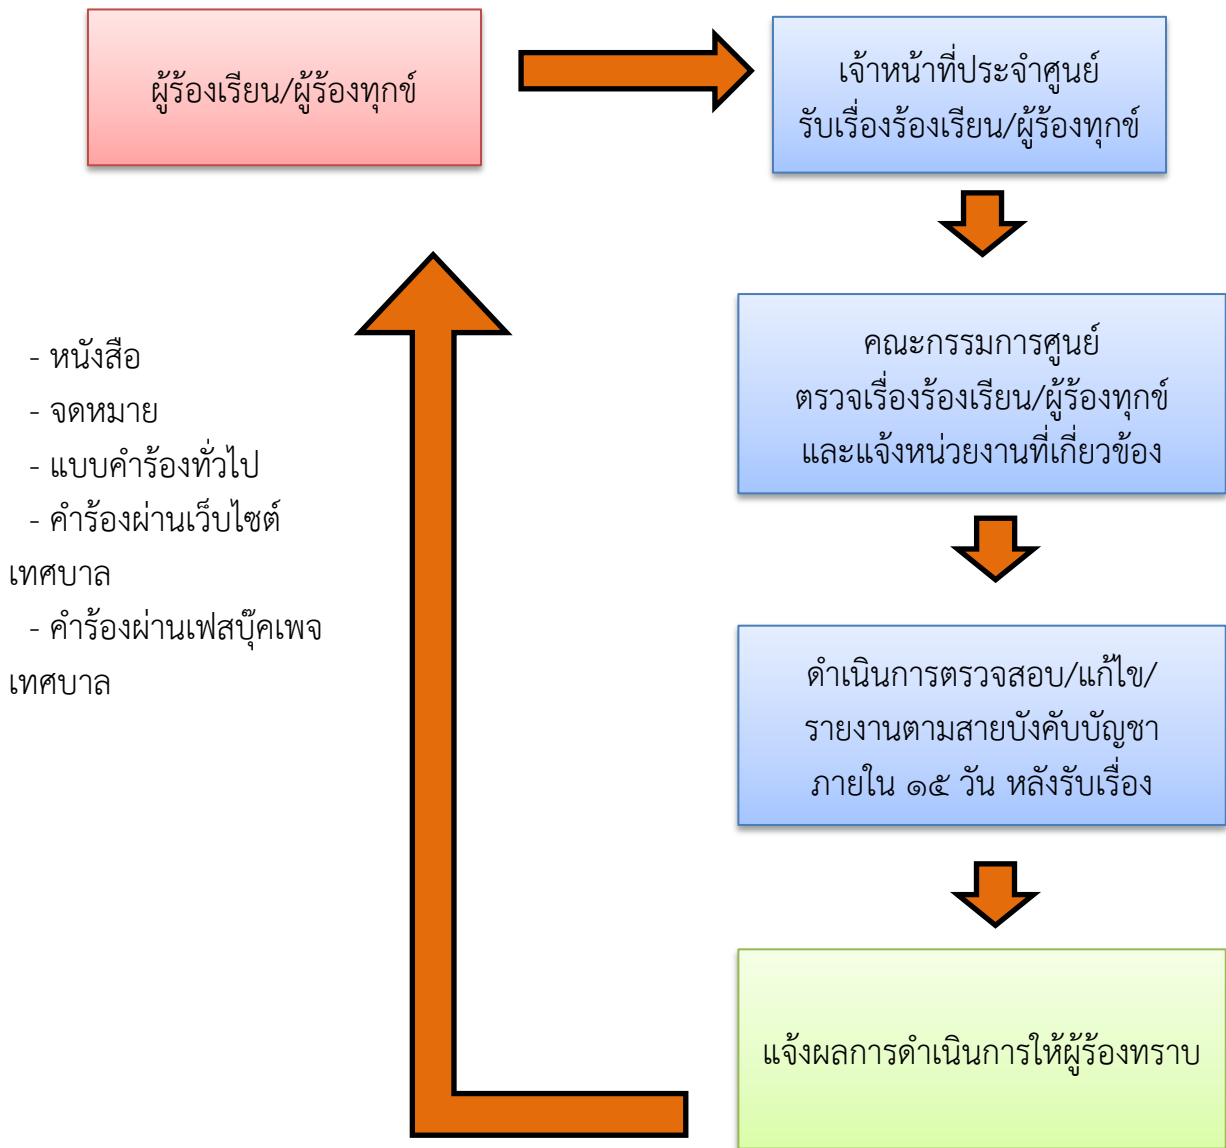 ผู้ร้องเรียน/ผู้ร้องทุกข์
เจ้าหน้าที่ประจำศูนย์
รับเรื่องร้องเรียน/ผู้ร้องทุกข์
คณะกรรมการศูนย์
ตรวจเรื่องร้องเรียน/ผู้ร้องทุกข์
และแจ้งหน่วยงานที่เกี่ยวข้อง
ดำเนินการตรวจสอบ/แก้ไข/
รายงานตามสายบังคับบัญชา
ภายใน ๑๕ วัน หลังรับเรื่อง
แจ้งผลการดำเนินการให้ผู้ร้องทราบ
- หนังสือ
- จดหมาย
- แบบคำร้องทั่วไป
- คำร้องผ่านเว็บไซต์
เทศบาล
- คำร้องผ่านเฟสบุ๊คเพจ
เทศบาล